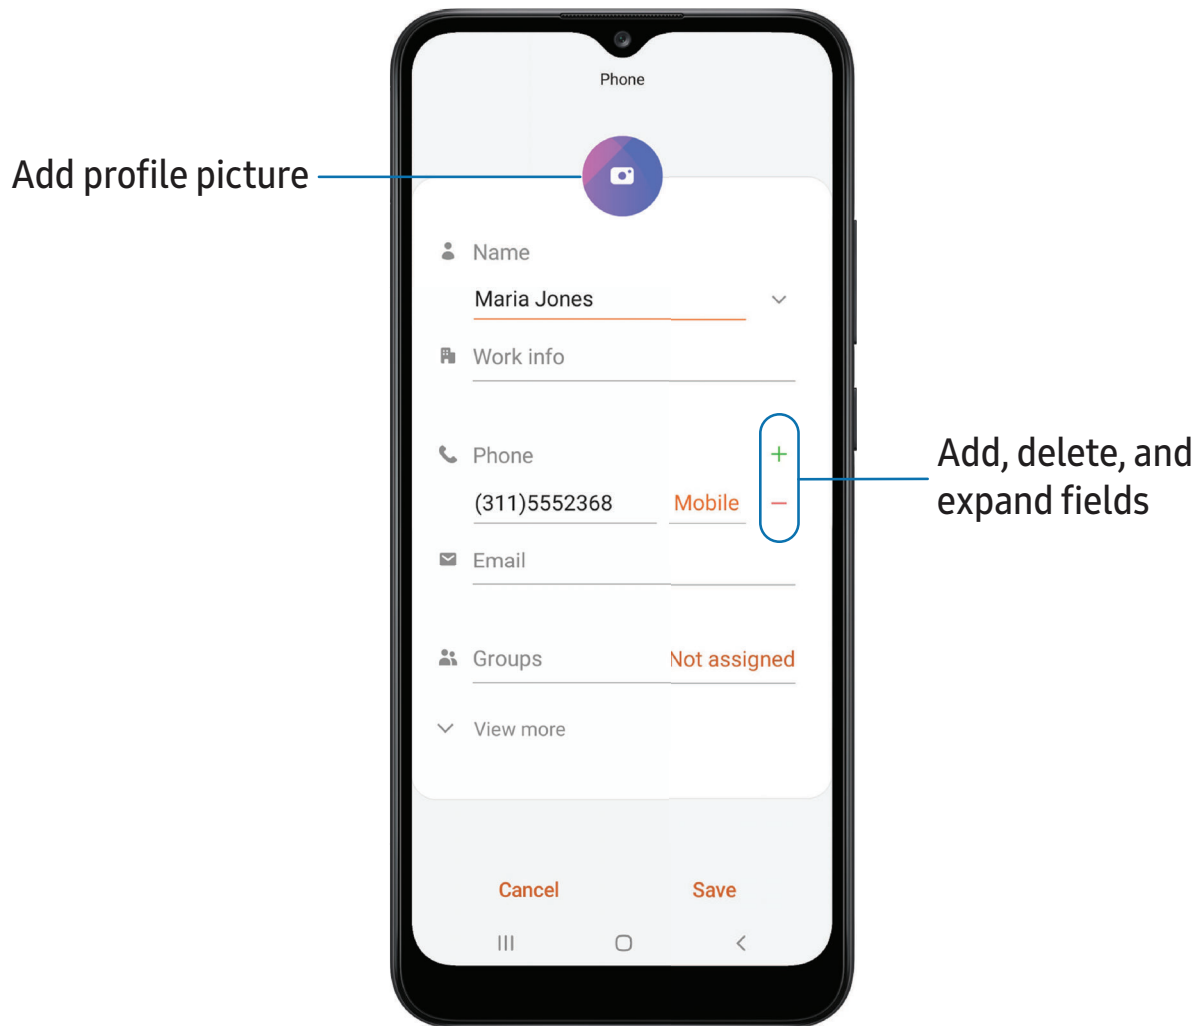 Phone
Add profile picture
Name
Maria Jones
Work info
Phone
(311)5552368 Mobile
Add, delete, and
expand fields
Email
Groups Not assigned
View more
Cancel Save